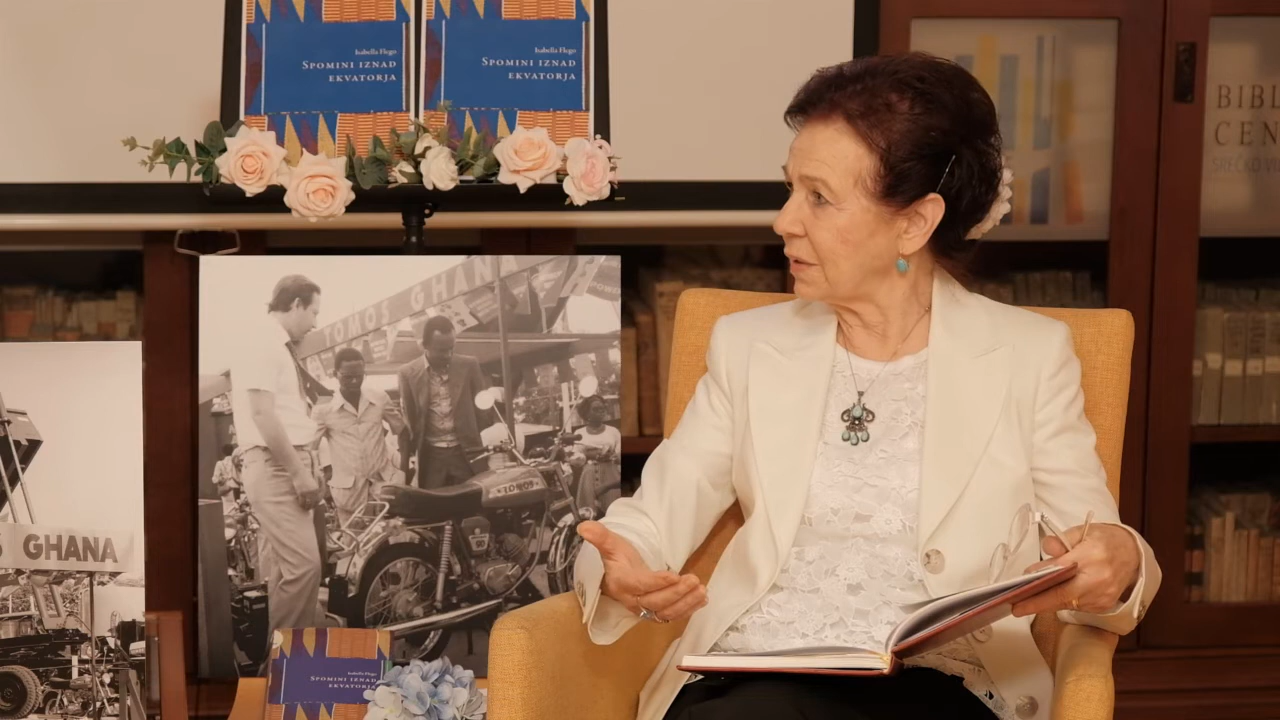 Isabella Flego
SPOMINI IZNAD
EKVATORJA
Isabella Flego
SPOMINI IZNAD
EKVATORJA
TOMOS GHANA
TOMOS
S GHANA
Isabella Flego
SPOMINI IZNAD
EKVATORJA
BIBL
CEN
SREČKO V